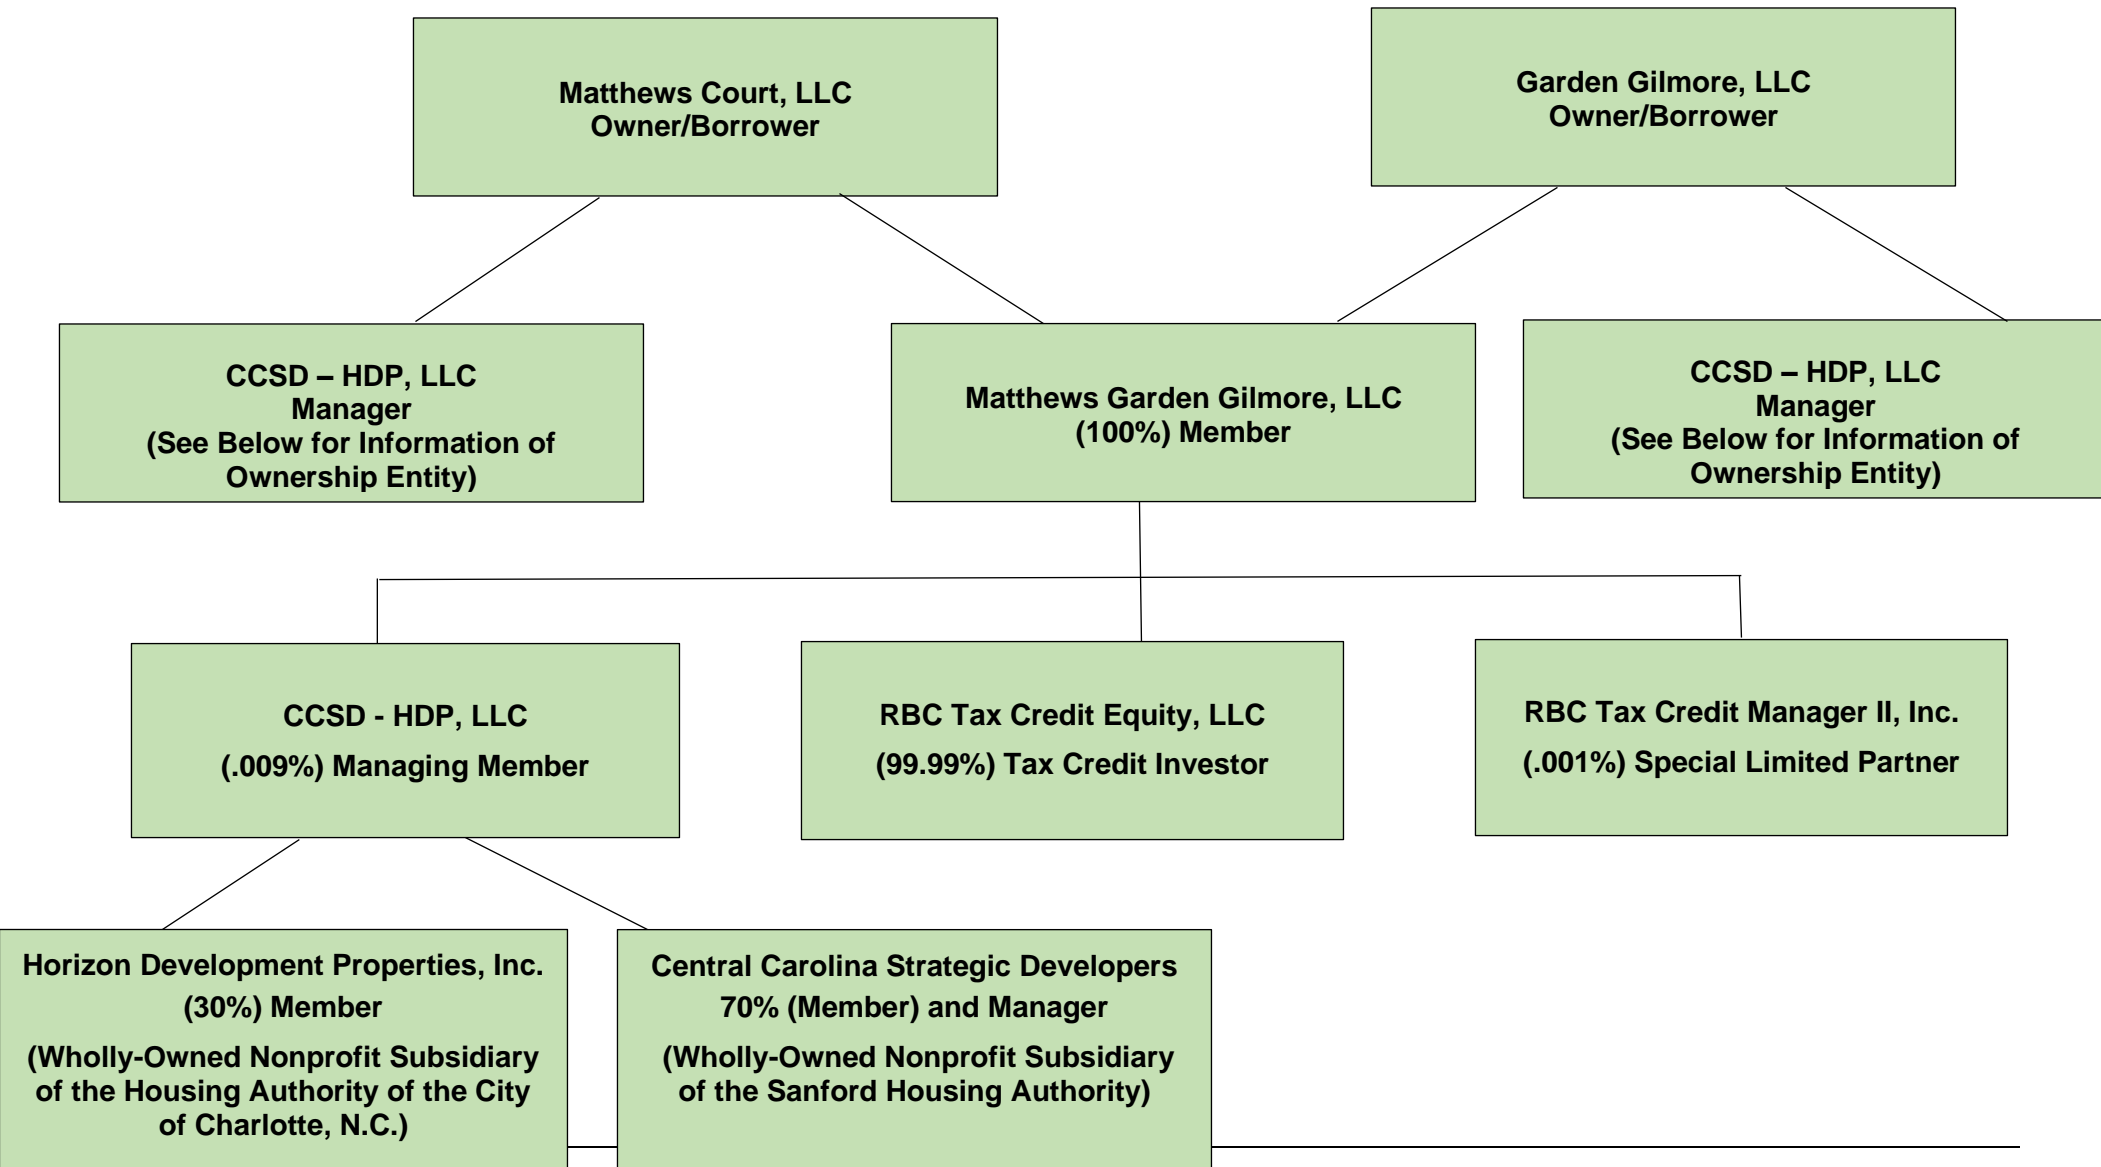 Matthews Court, LLC
Owner/Borrower
Garden Gilmore, LLC
Owner/Borrower
CCSD – HDP, LLC
Manager
(See Below for Information of
Ownership Entity)
Matthews Garden Gilmore, LLC
(100%) Member
CCSD – HDP, LLC
Manager
(See Below for Information of
Ownership Entity)
CCSD - HDP, LLC
(.009%) Managing Member
RBC Tax Credit Equity, LLC
(99.99%) Tax Credit Investor
RBC Tax Credit Manager II, Inc.
(.001%) Special Limited Partner
Horizon Development Properties, Inc.
(30%) Member
(Wholly-Owned Nonprofit Subsidiary
of the Housing Authority of the City
of Charlotte, N.C.)
Central Carolina Strategic Developers
70% (Member) and Manager
(Wholly-Owned Nonprofit Subsidiary
of the Sanford Housing Authority)